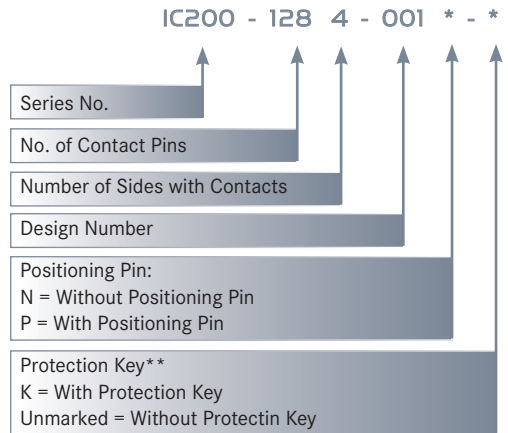 IC200 - 128 4 - 001 * - *
Series No.
No. of Contact Pins
Number of Sides with Contacts
Design Number
Positioning Pin:
N = Without Positioning Pin
P = With Positioning Pin
Protection Key**
K = With Protection Key
Unmarked = Without Protectin Key